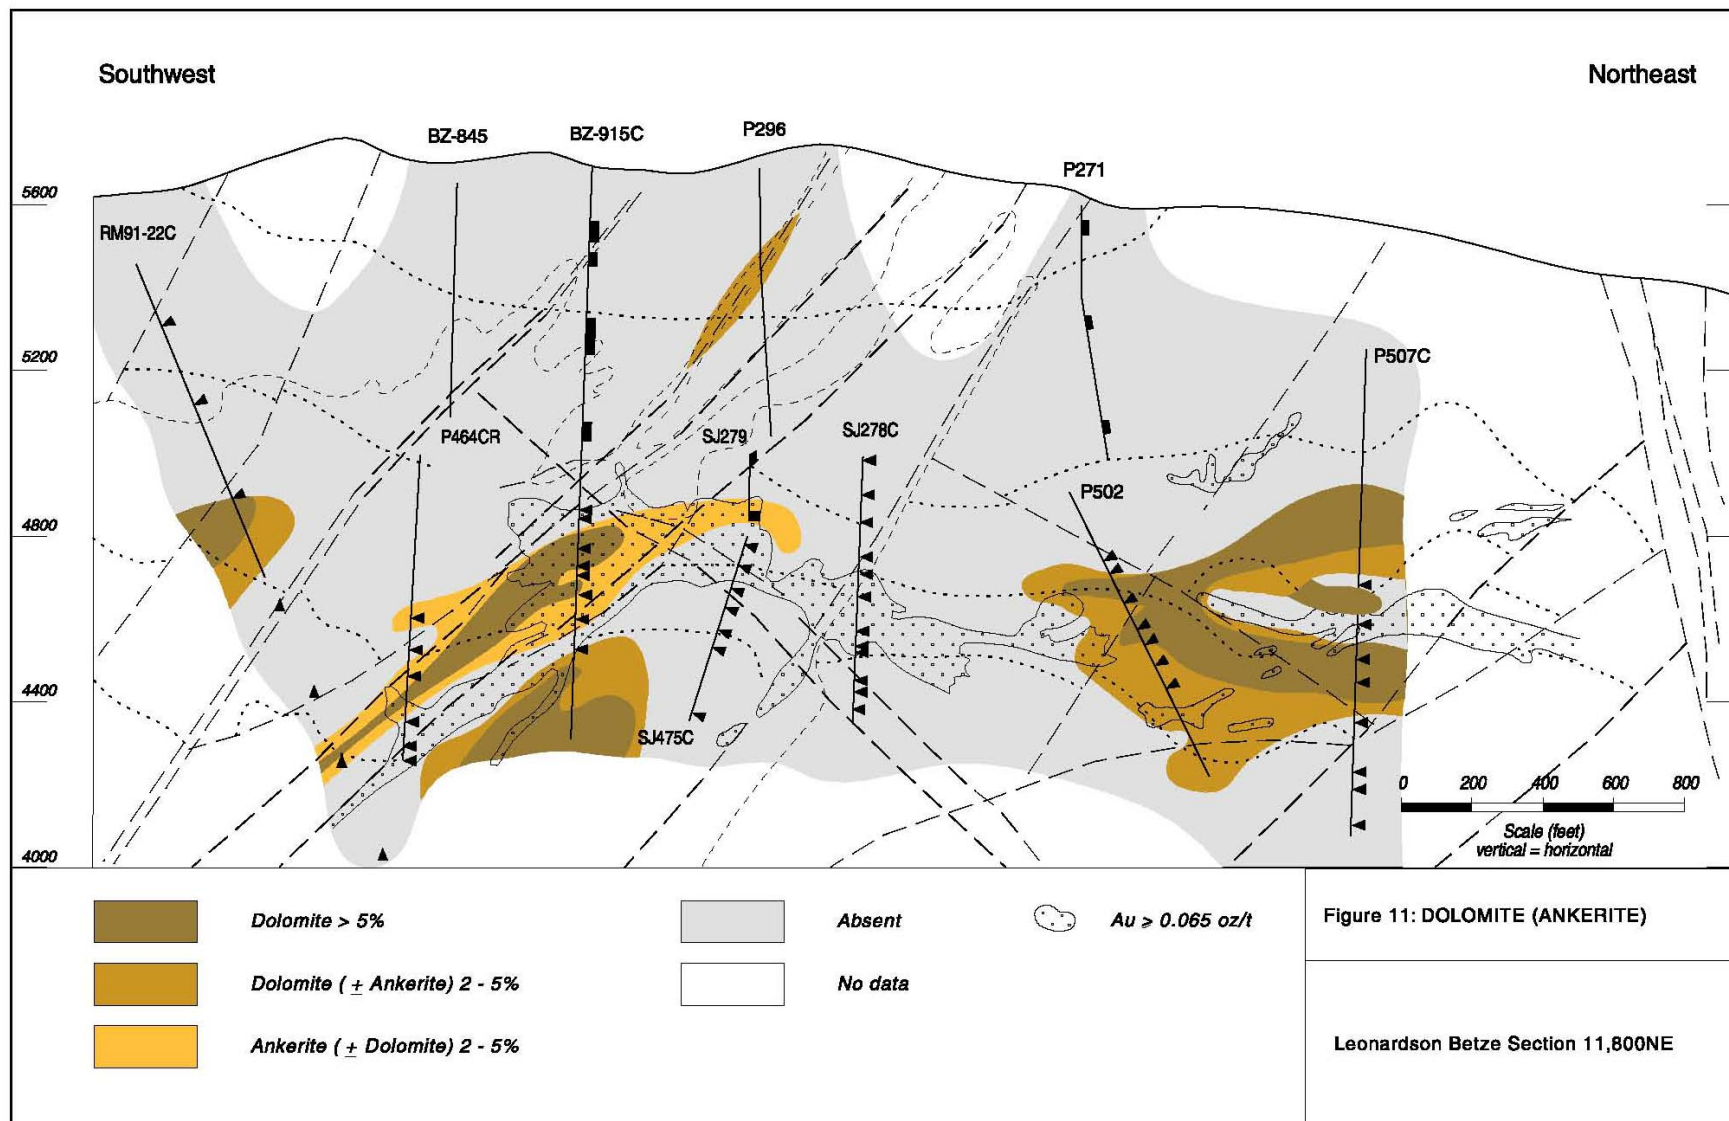 Southwest
Northeast
BZ-845
BZ-915C
P296
P271
5600
RM91-22C
5200
P507C
P464CR
SJ279
SJ278C
P502
4800
4400
SJ475C
0 200 400 600 800
Scale (feet)
vertical = horizontal
4000
Dolomite > 5%
Absent
Au ⩾ 0.065 oz/t
Figure 11: DOLOMITE (ANKERITE)
Dolomite ( ± Ankerite) 2 - 5%
No data
Ankerite ( ± Dolomite) 2 - 5%
Leonardson Betze Section 11,800NE